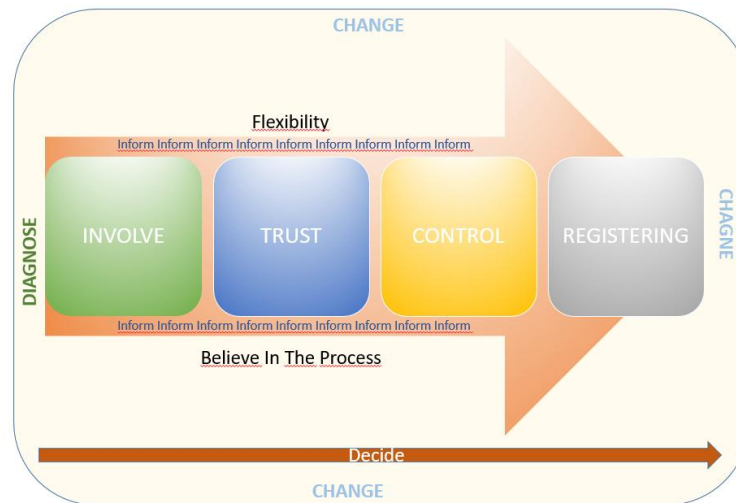 CHANGE
Flexibility
Inform Inform Inform Inform Inform Inform Inform Inform Inform
DIAGNOSE
INVOLVE
TRUST
CONTROL
REGISTERING
CHAGNE
Inform Inform Inform Inform Inform Inform Inform Inform Inform
Believe In The Process
Decide
CHANGE